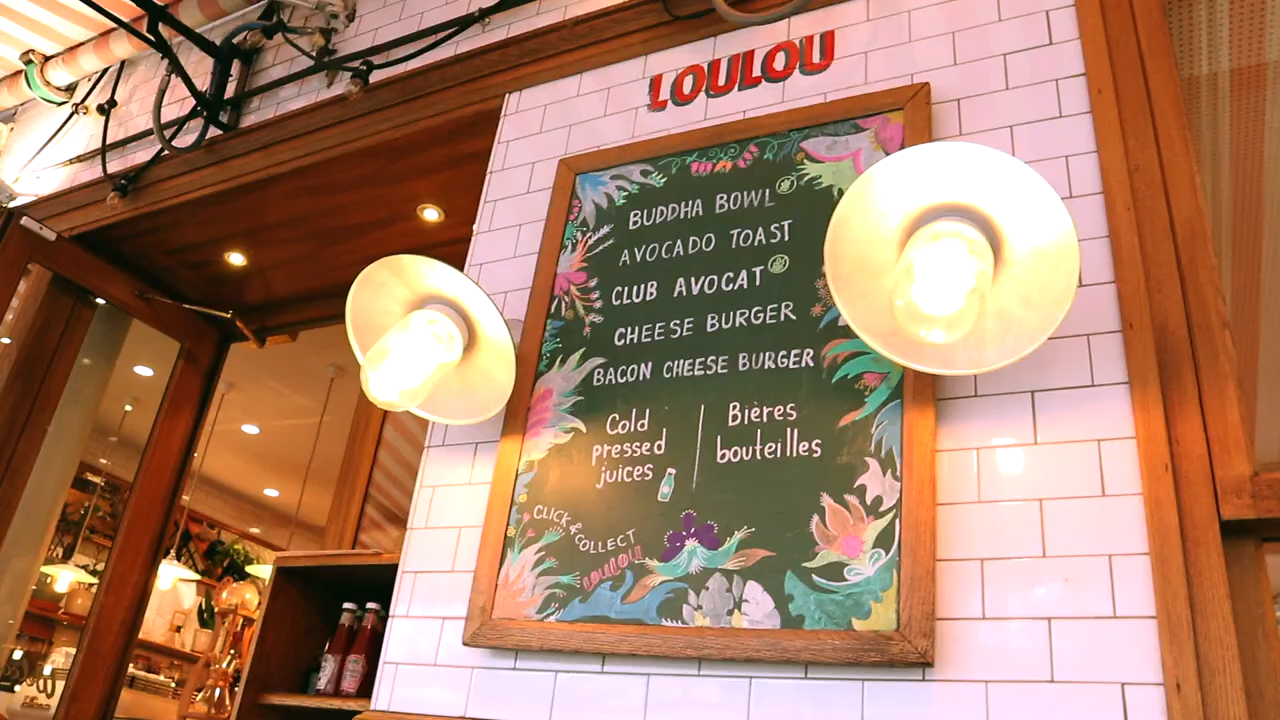 LOULOU
BUDDHA BOWL
AVOCADO TOAST
CLUB AVOCAT
CHEESE BURGER
BACON CHEESE BURGER
Cold
pressed
juices
Bières
bouteilles
CLICK &
COLLECT
LOULOU